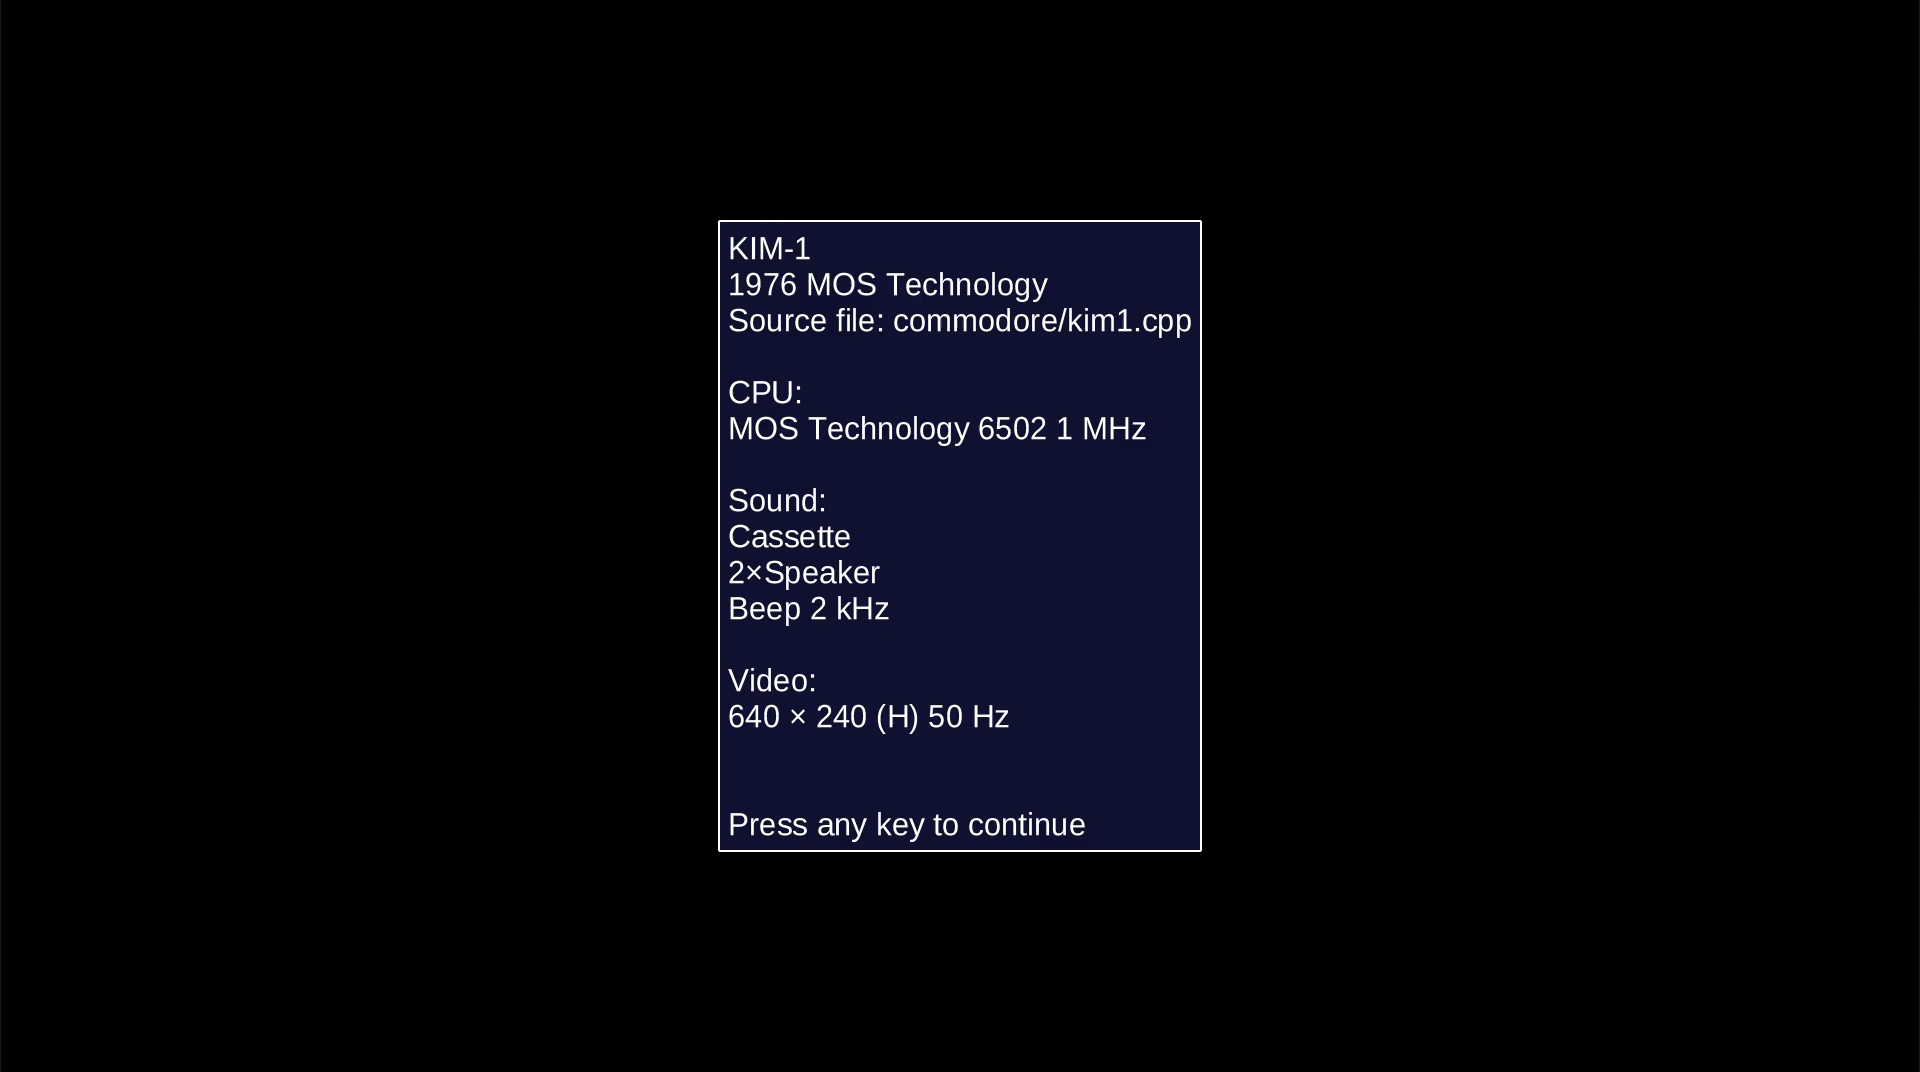 KIM-1
1976 MOS Technology
Source file: commodore/kim1.cpp
CPU:
MOS Technology 6502 1 MHz
Sound:
Cassette
2×Speaker
Beep 2 kHz
Video:
640 × 240 (H) 50 Hz
Press any key to continue